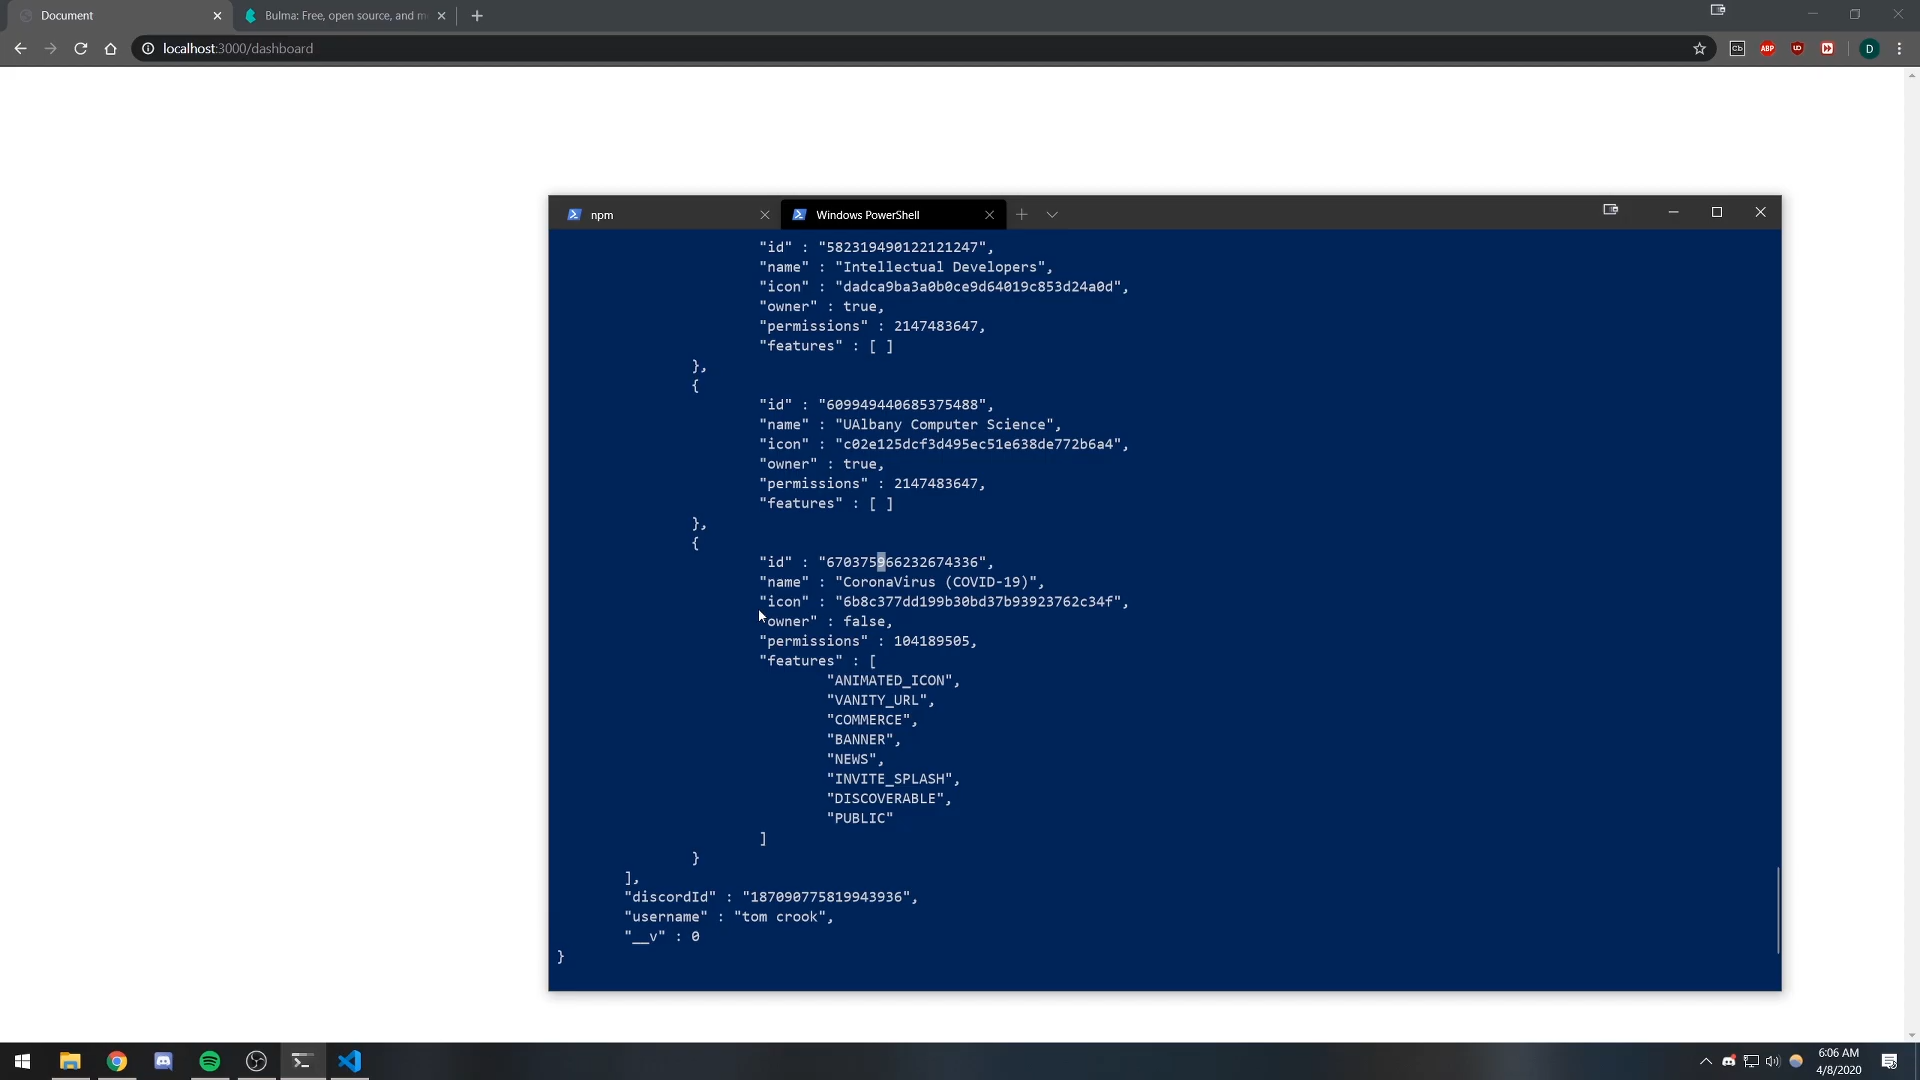 Document
Bulma: Free, open source, and m
localhost:3000/dashboard
Cb
ABP
D
npm
Windows PowerShell
"id" : "582319490122121247",
"name" : "Intellectual Developers",
"icon" : "dadca9ba3a0b0ce9d64019c853d24a0d",
"owner" : true,
"permissions" : 2147483647,
"features" : [ ]
},
{
"id" : "609949440685375488",
"name" : "UAlbany Computer Science",
"icon" : "c02e125dcf3d495ec51e638de772b6a4",
"owner" : true,
"permissions" : 2147483647,
"features" : [ ]
},
{
"id" : "670375966232674336",
"name" : "CoronaVirus (COVID-19)",
"icon" : "6b8c377dd199b30bd37b93923762c34f",
"owner" : false,
"permissions" : 104189505,
"features" : [
"ANIMATED_ICON",
"VANITY_URL",
"COMMERCE",
"BANNER",
"NEWS",
"INVITE_SPLASH",
"DISCOVERABLE",
"PUBLIC"
]
}
],
"discordId" : "187090775819943936",
"username" : "tom crook",
"__v" : 0
}
6:06 AM
4/8/2020